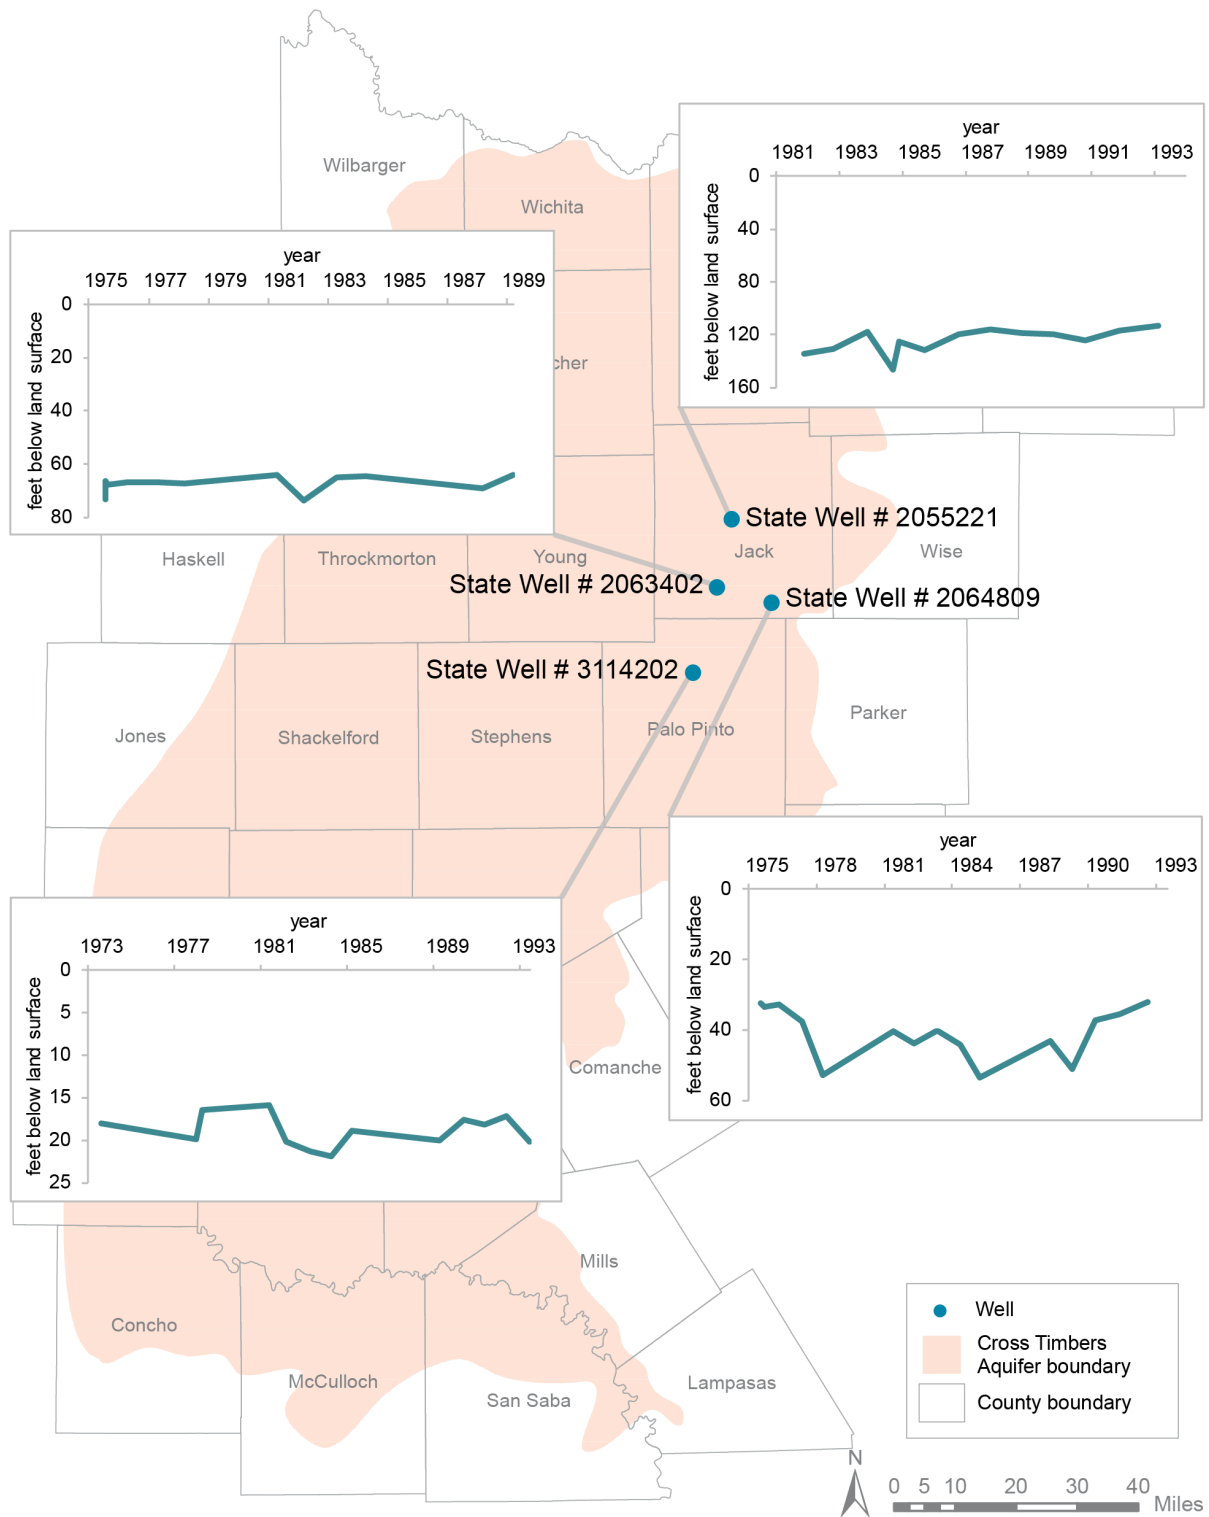 Wilbarger
Wichita
year
1981 1983 1985 1987 1989 1991 1993
0
40
80
120
160
feet below land surface
year
1975 1977 1979 1981 1983 1985 1987 1989
0
20
40
60
80
feet below land surface
cher
State Well # 2055221
Haskell
Throckmorton
Young
Jack
Wise
State Well # 2063402
State Well # 2064809
State Well # 3114202
Jones
Shackelford
Stephens
Palo Pinto
Parker
year
1975 1978 1981 1984 1987 1990 1993
0
20
40
60
feet below land surface
year
1973 1977 1981 1985 1989 1993
0
5
10
15
20
25
feet below land surface
Comanche
Mills
Concho
McCulloch
San Saba
Lampasas
Well
Cross Timbers
Aquifer boundary
County boundary
N
0 5 10 20 30 40
Miles